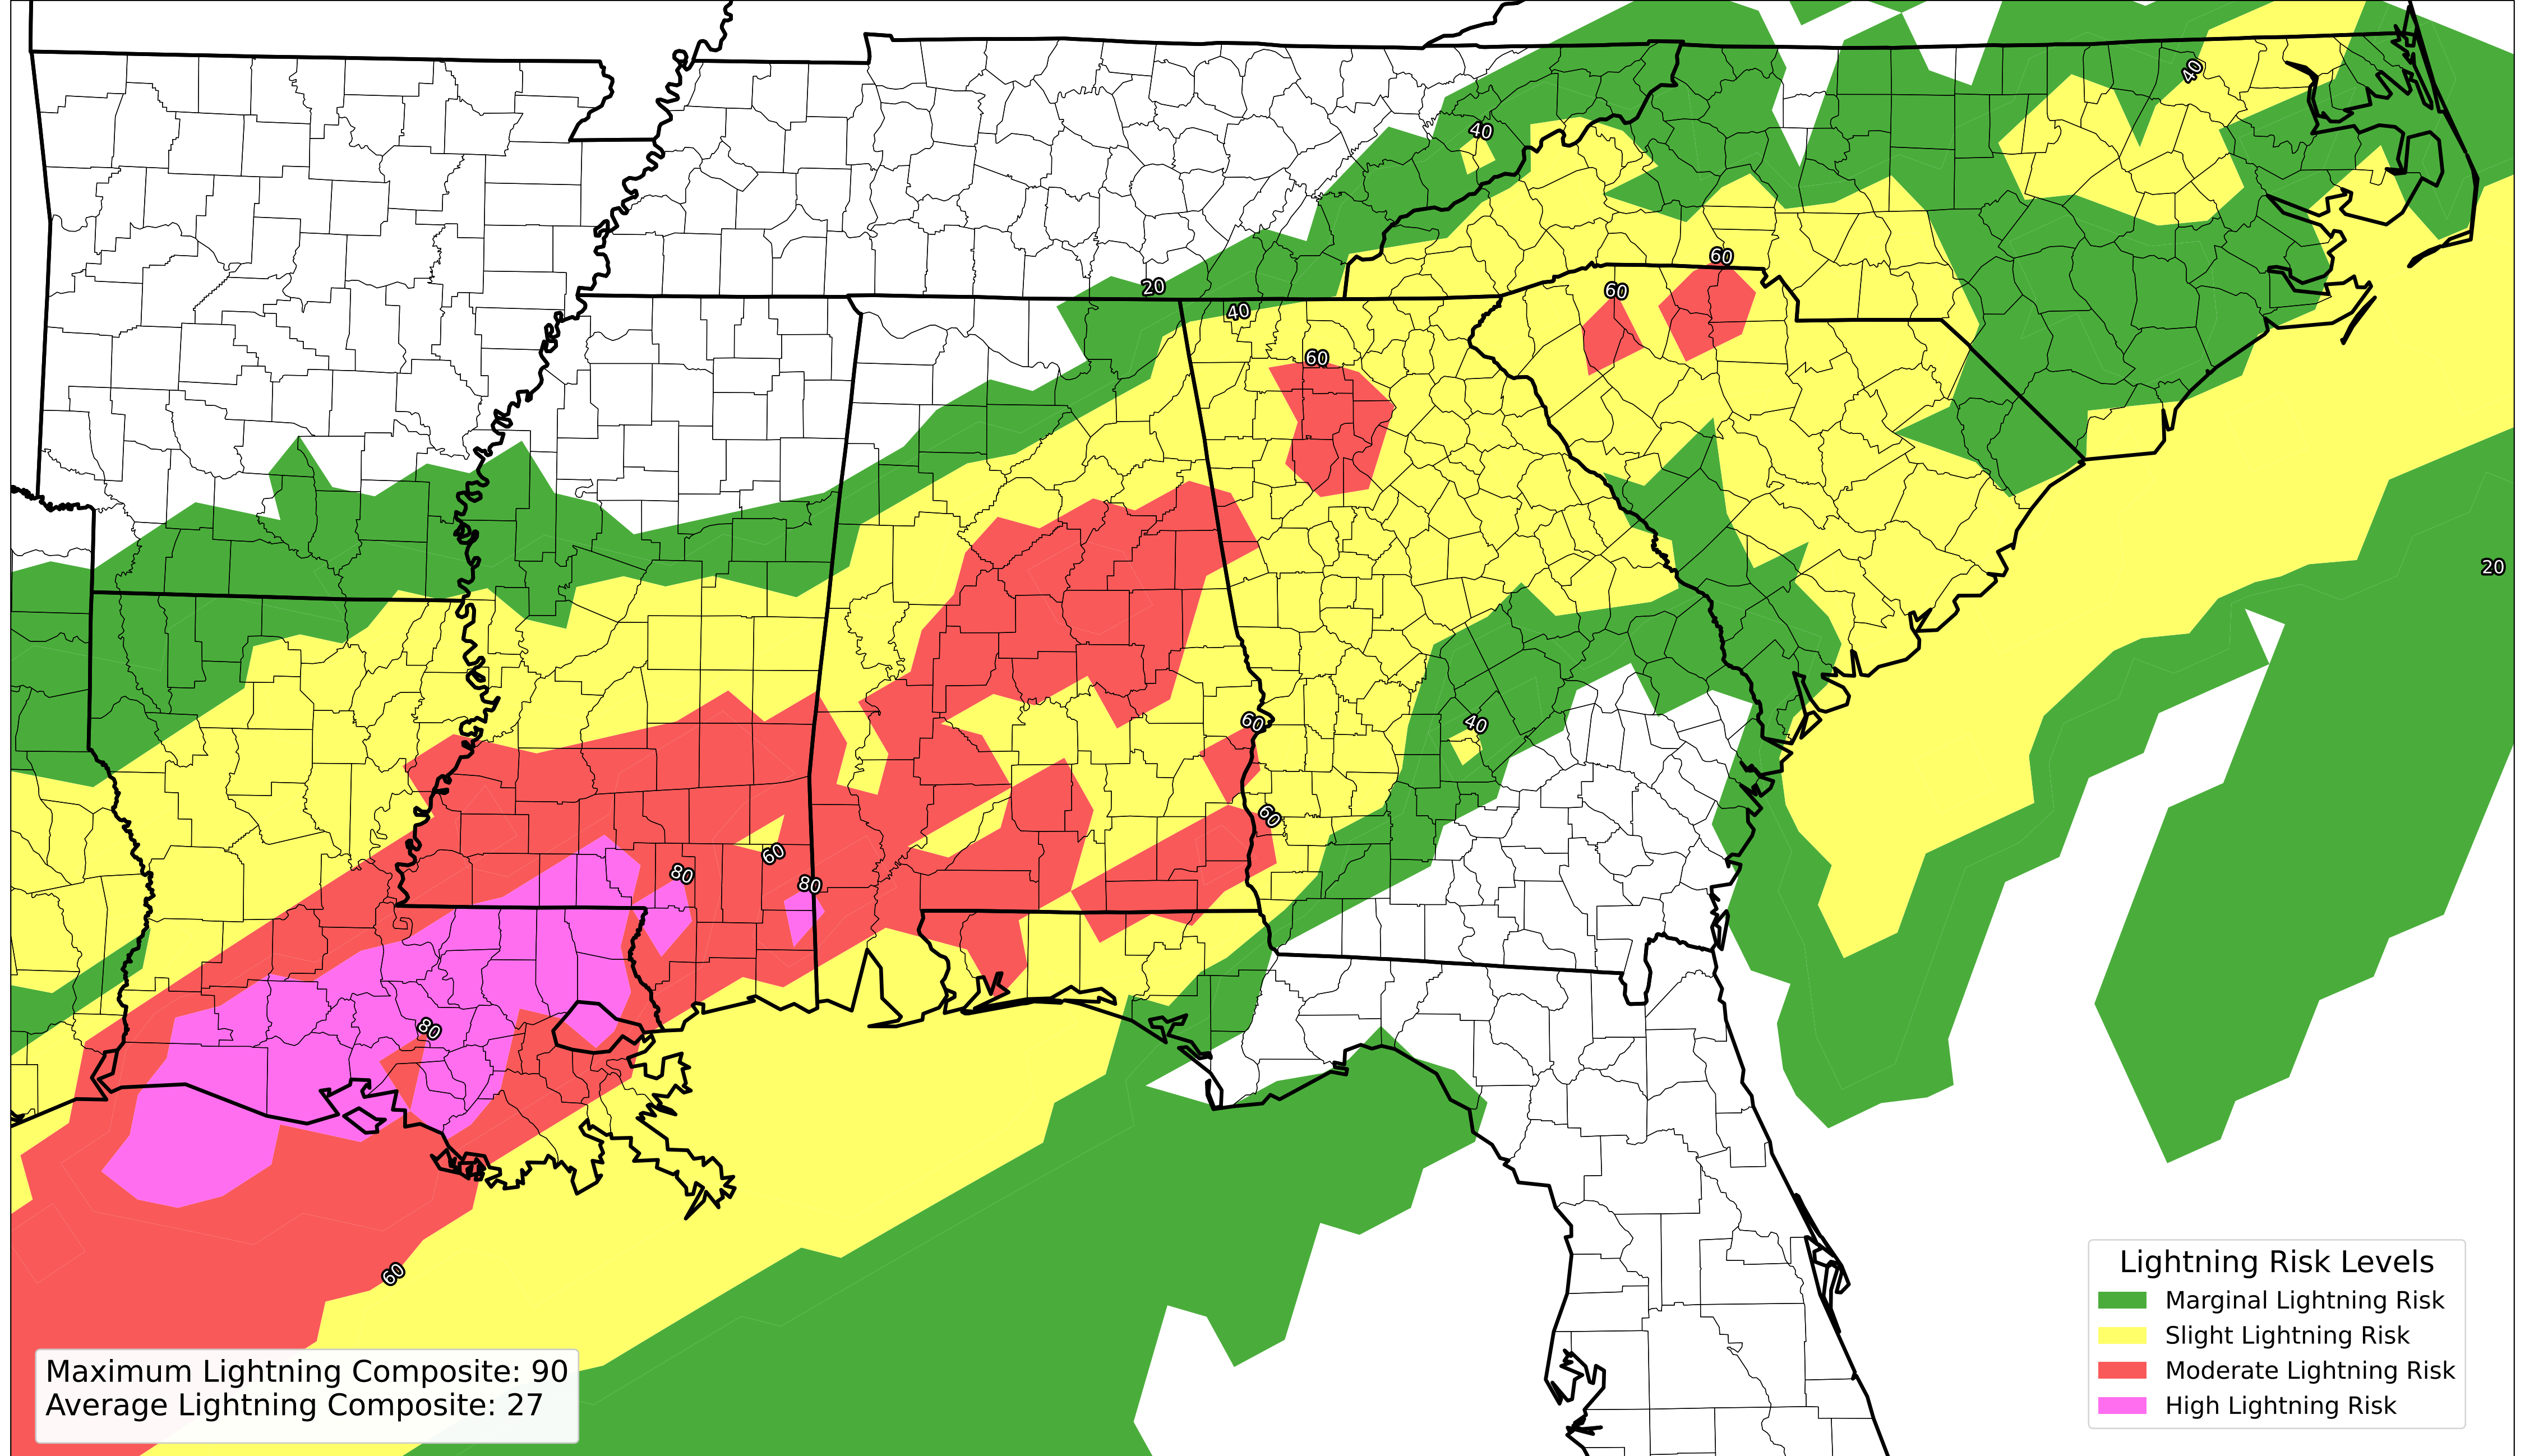 40
40
20
40
60
60
60
20
60
40
60
80
60
80
80
60
Maximum Lightning Composite: 90
Average Lightning Composite: 27
Lightning Risk Levels
Marginal Lightning Risk
Slight Lightning Risk
Moderate Lightning Risk
High Lightning Risk